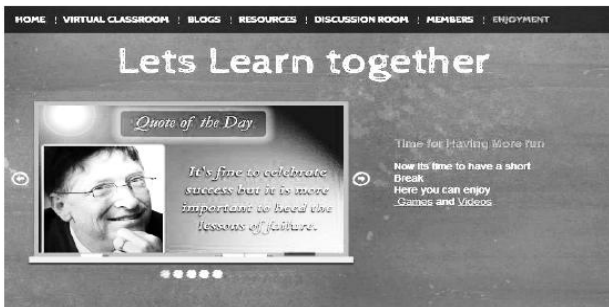 HOME ¦ VIRTUAL CLASSROOM ¦ BLOGS ¦ RESOURCES ¦ DISCUSSION ROOM ¦ MEMBERS ¦ ENJOYMENT
Lets Learn together
Quote of the Day
It's fine to celebrate
success but it is more
important to heed the
lessons of failure.
Time for Having More fun
Now its time to have a short
Break
Here you can enjoy
Games and Videos